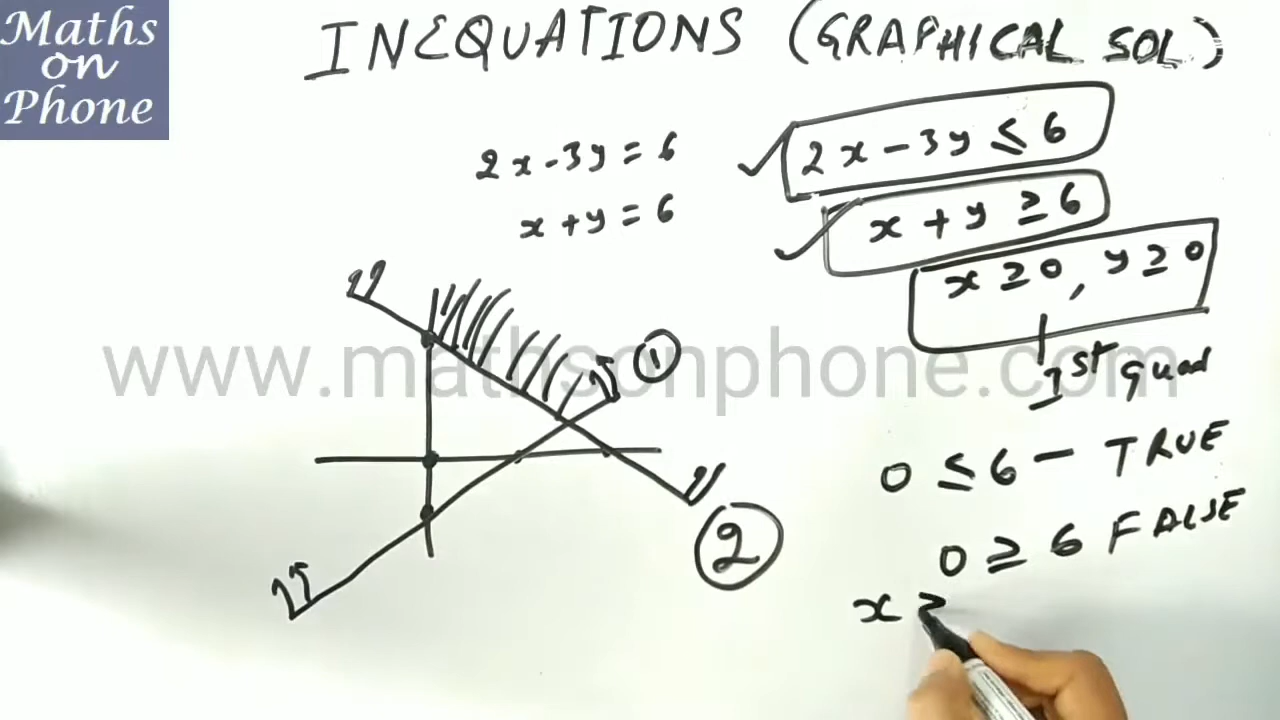 Maths
on
Phone
INEQUATIONS (GRAPHICAL SOL)
2x-3y=6
2x-3y≤6
x+y=6
x+y≥6
x≥0, y≥0
1
www.mathsonphone.com
Ist quad
0≤6- TRUE
2
0≥6 FALSE
x≥